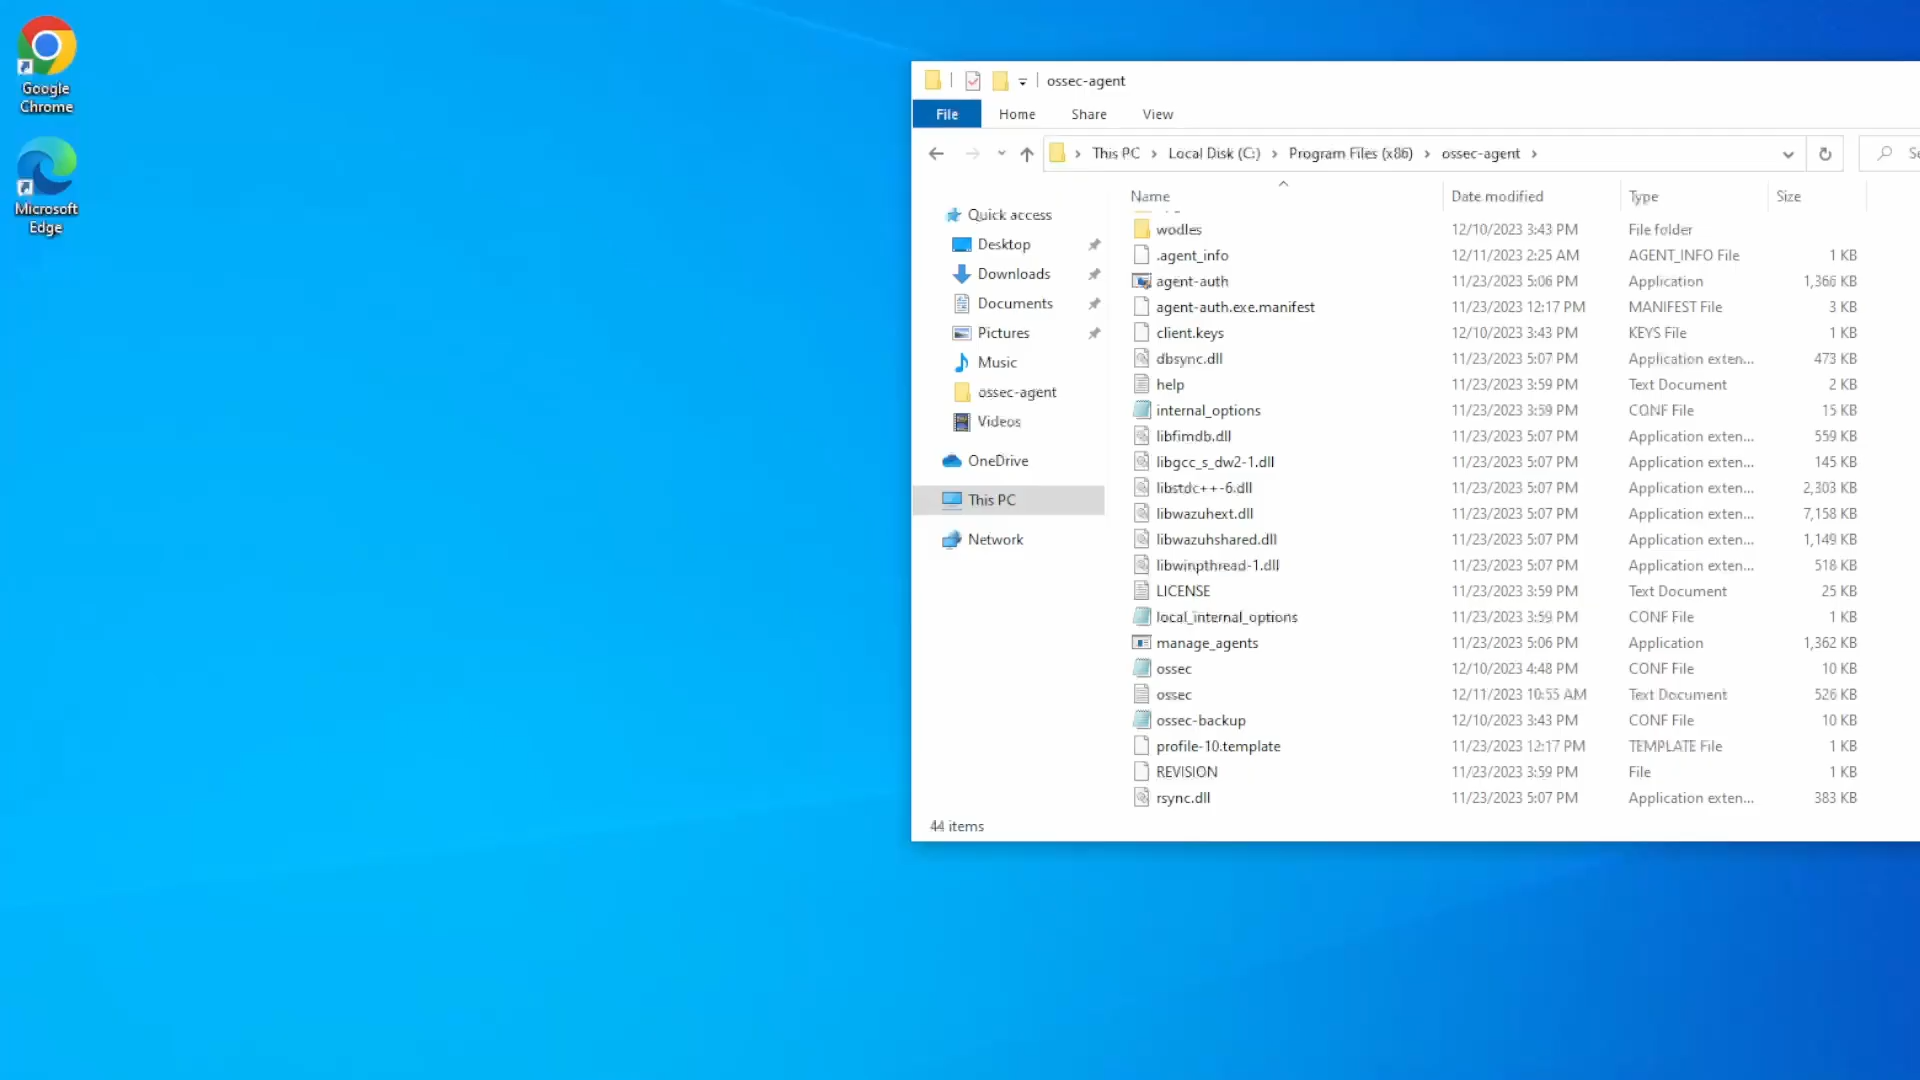 Google
Chrome
Microsoft
Edge
ossec-agent
File Home Share View
This PC Local Disk (C:) Program Files (x86) ossec-agent
Name Date modified Type Size
Quick access
Desktop
Downloads
Documents
Pictures
Music
ossec-agent
Videos
OneDrive
This PC
Network
wodles 12/10/2023 3:43 PM File folder
.agent_info 12/11/2023 2:25 AM AGENT_INFO File 1 KB
agent-auth 11/23/2023 5:06 PM Application 1,366 KB
agent-auth.exe.manifest 11/23/2023 12:17 PM MANIFEST File 3 KB
client.keys 12/10/2023 3:43 PM KEYS File 1 KB
dbsync.dll 11/23/2023 5:07 PM Application exten... 473 KB
help 11/23/2023 3:59 PM Text Document 2 KB
internal_options 11/23/2023 3:59 PM CONF File 15 KB
libfimdb.dll 11/23/2023 5:07 PM Application exten... 559 KB
libgcc_s_dw2-1.dll 11/23/2023 5:07 PM Application exten... 145 KB
libstdc++-6.dll 11/23/2023 5:07 PM Application exten... 2,303 KB
libwazuhext.dll 11/23/2023 5:07 PM Application exten... 7,158 KB
libwazuhshared.dll 11/23/2023 5:07 PM Application exten... 1,149 KB
libwinpthread-1.dll 11/23/2023 5:07 PM Application exten... 518 KB
LICENSE 11/23/2023 3:59 PM Text Document 25 KB
local_internal_options 11/23/2023 3:59 PM CONF File 1 KB
manage_agents 11/23/2023 5:06 PM Application 1,362 KB
ossec 12/10/2023 4:48 PM CONF File 10 KB
ossec 12/11/2023 10:55 AM Text Document 526 KB
ossec-backup 12/10/2023 3:43 PM CONF File 10 KB
profile-10.template 11/23/2023 12:17 PM TEMPLATE File 1 KB
REVISION 11/23/2023 3:59 PM File 1 KB
rsync.dll 11/23/2023 5:07 PM Application exten... 383 KB
44 items